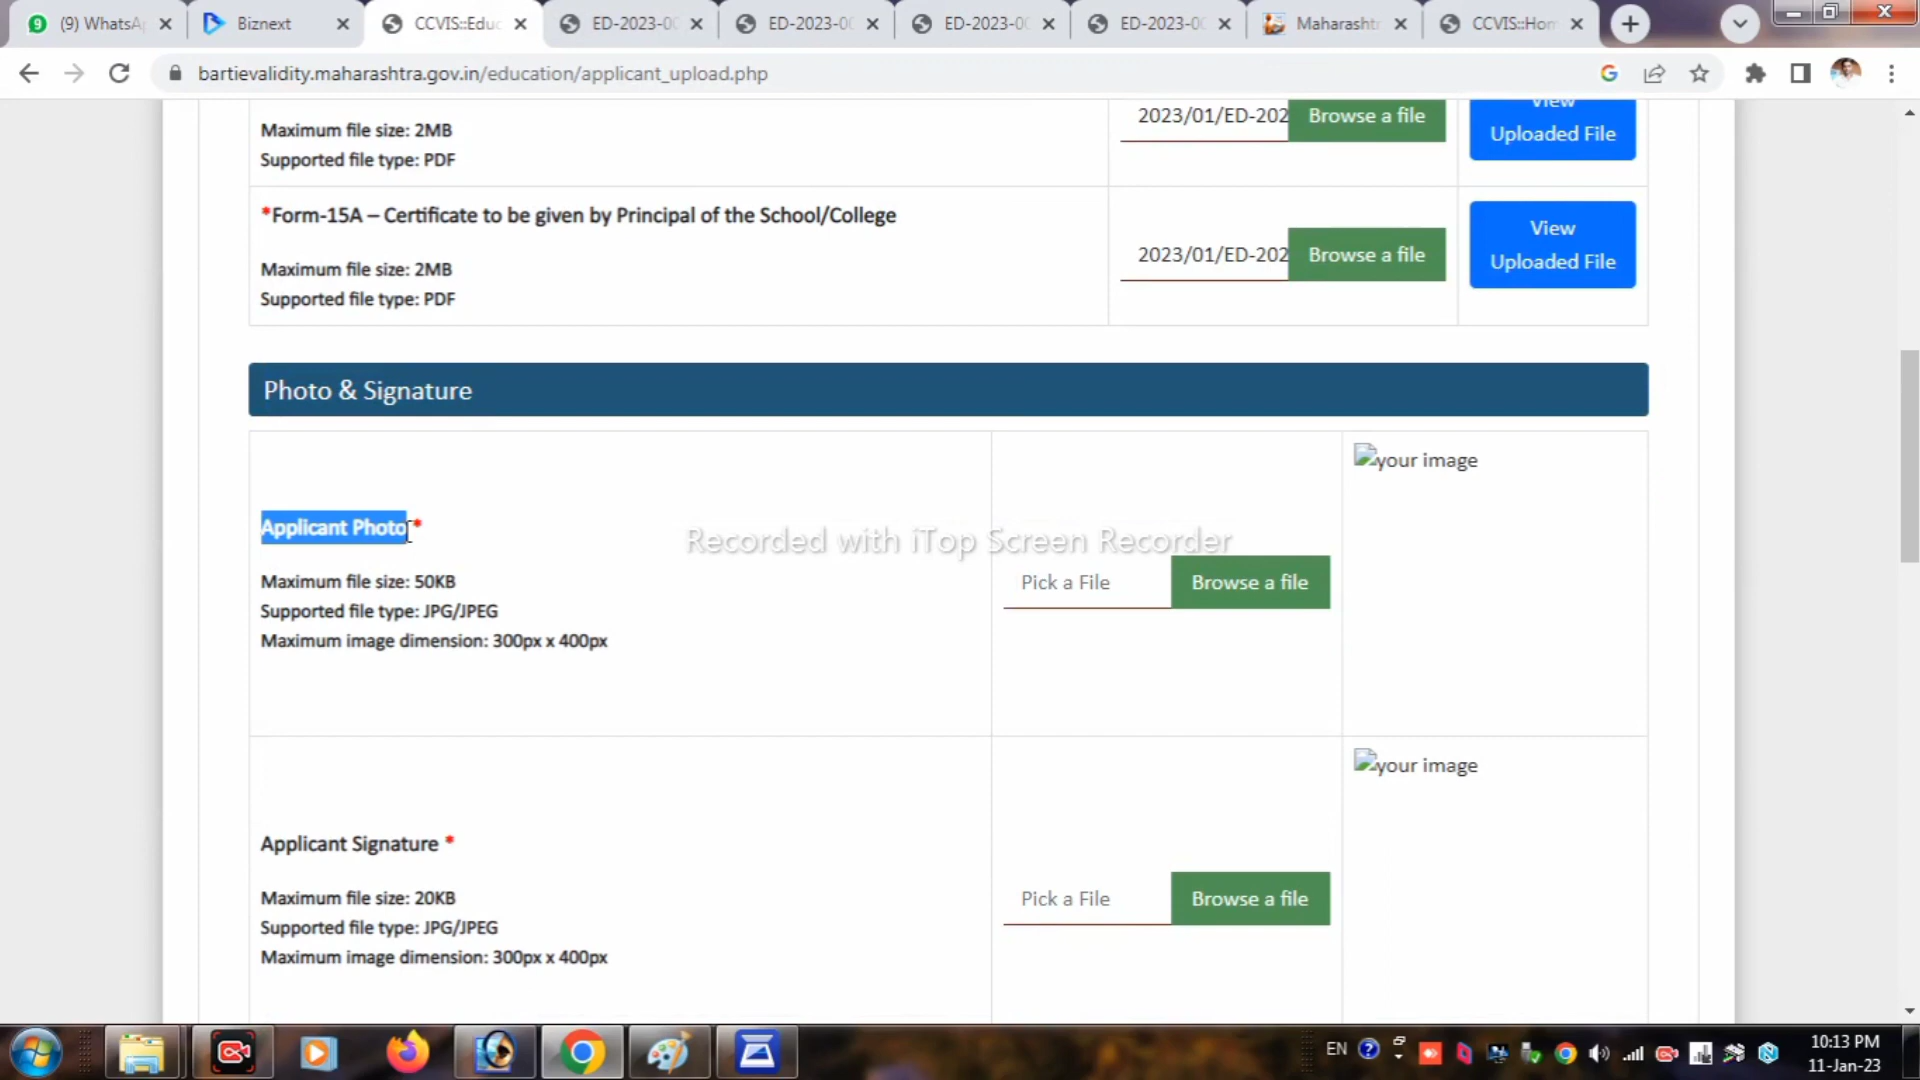 (9) WhatsA
Biznext
CCVIS::Educ
ED-2023-00
ED-2023-00
ED-2023-00
ED-2023-00
Maharasht
CCVIS::Hon
bartievalidity.maharashtra.gov.in/education/applicant_upload.php
Maximum file size: 2MB
Supported file type: PDF
2023/01/ED-202
Browse a file
View
Uploaded File
*Form-15A – Certificate to be given by Principal of the School/College
Maximum file size: 2MB
Supported file type: PDF
2023/01/ED-202
Browse a file
View
Uploaded File
Photo & Signature
Applicant Photo *
Maximum file size: 50KB
Supported file type: JPG/JPEG
Maximum image dimension: 300px x 400px
Pick a File
Browse a file
your image
Recorded with iTop Screen Recorder
Applicant Signature *
Maximum file size: 20KB
Supported file type: JPG/JPEG
Maximum image dimension: 300px x 400px
Pick a File
Browse a file
your image
EN
10:13 PM
11-Jan-23